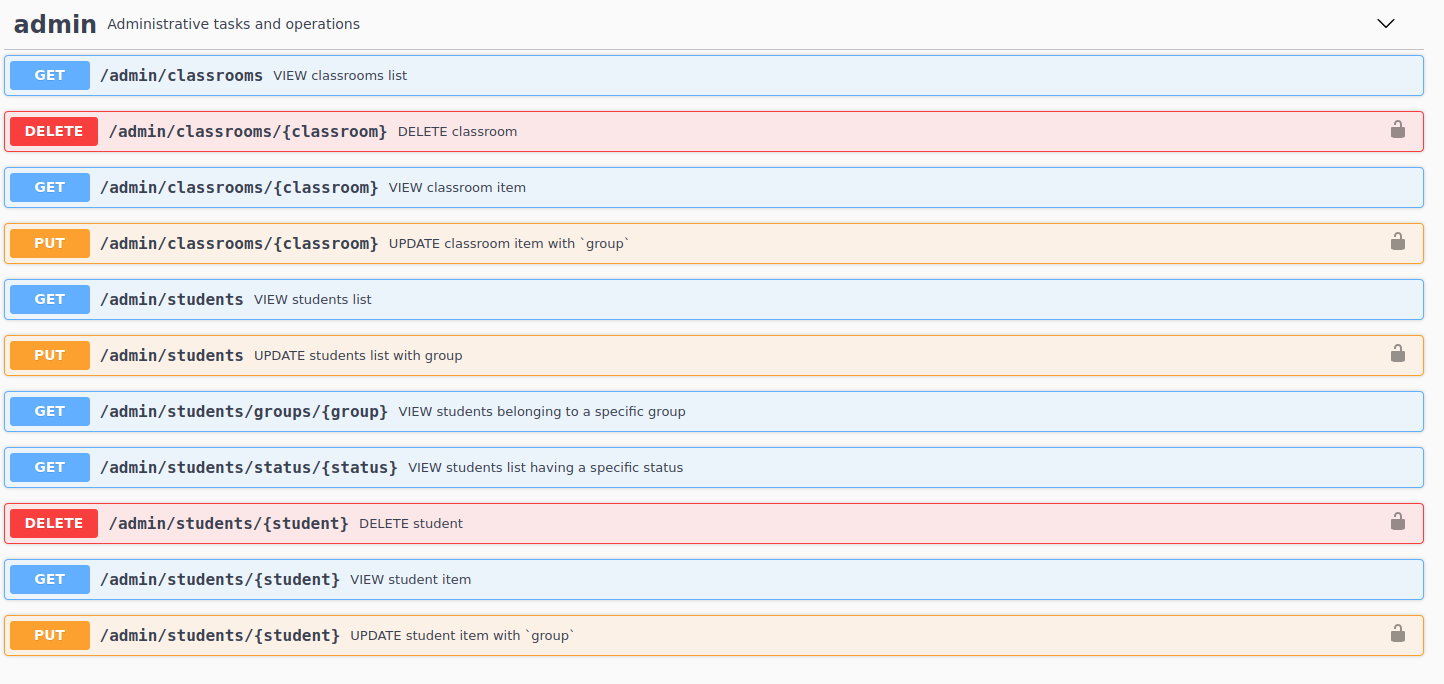 admin Administrative tasks and operations
GET /admin/classrooms VIEW classrooms list
DELETE /admin/classrooms/{classroom} DELETE classroom
GET /admin/classrooms/{classroom} VIEW classroom item
PUT /admin/classrooms/{classroom} UPDATE classroom item with `group`
GET /admin/students VIEW students list
PUT /admin/students UPDATE students list with group
GET /admin/students/groups/{group} VIEW students belonging to a specific group
GET /admin/students/status/{status} VIEW students list having a specific status
DELETE /admin/students/{student} DELETE student
GET /admin/students/{student} VIEW student item
PUT /admin/students/{student} UPDATE student item with `group`